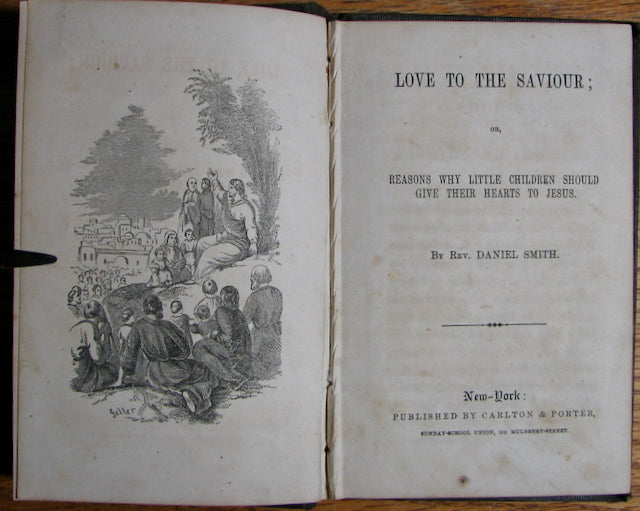 LOVE TO THE SAVIOUR;
OR,
REASONS WHY LITTLE CHILDREN SHOULD
GIVE THEIR HEARTS TO JESUS.
BY REV. DANIEL SMITH.
New-York:
PUBLISHED BY CARLTON & PORTER,
SUNDAY-SCHOOL UNION, 200 MULBERRY-STREET.